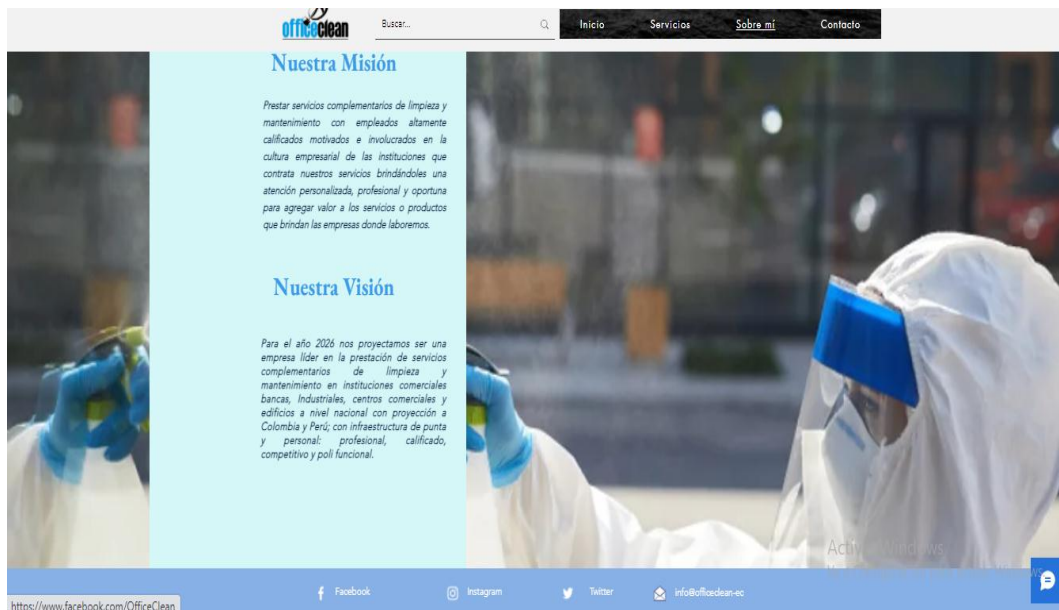 officeclean
Buscar...
Inicio
Servicios
Sobre mí
Contacto
Nuestra Misión
Prestar servicios complementarios de limpieza y
mantenimiento con empleados altamente
calificados motivados e involucrados en la
cultura empresarial de las instituciones que
contrata nuestros servicios brindándoles una
atención personalizada, profesional y oportuna
para agregar valor a los servicios o productos
que brindan las empresas donde laboremos.
Nuestra Visión
Para el año 2026 nos proyectamos ser una
empresa líder en la prestación de servicios
complementarios de limpieza y
mantenimiento en instituciones comerciales
bancas, Industriales, centros comerciales y
edificios a nivel nacional con proyección a
Colombia y Perú; con infraestructura de punta
y personal: profesional, calificado,
competitivo y poli funcional.
Facebook
Instagram
Twitter
info@officeclean-ec
https://www.facebook.com/OfficeClean